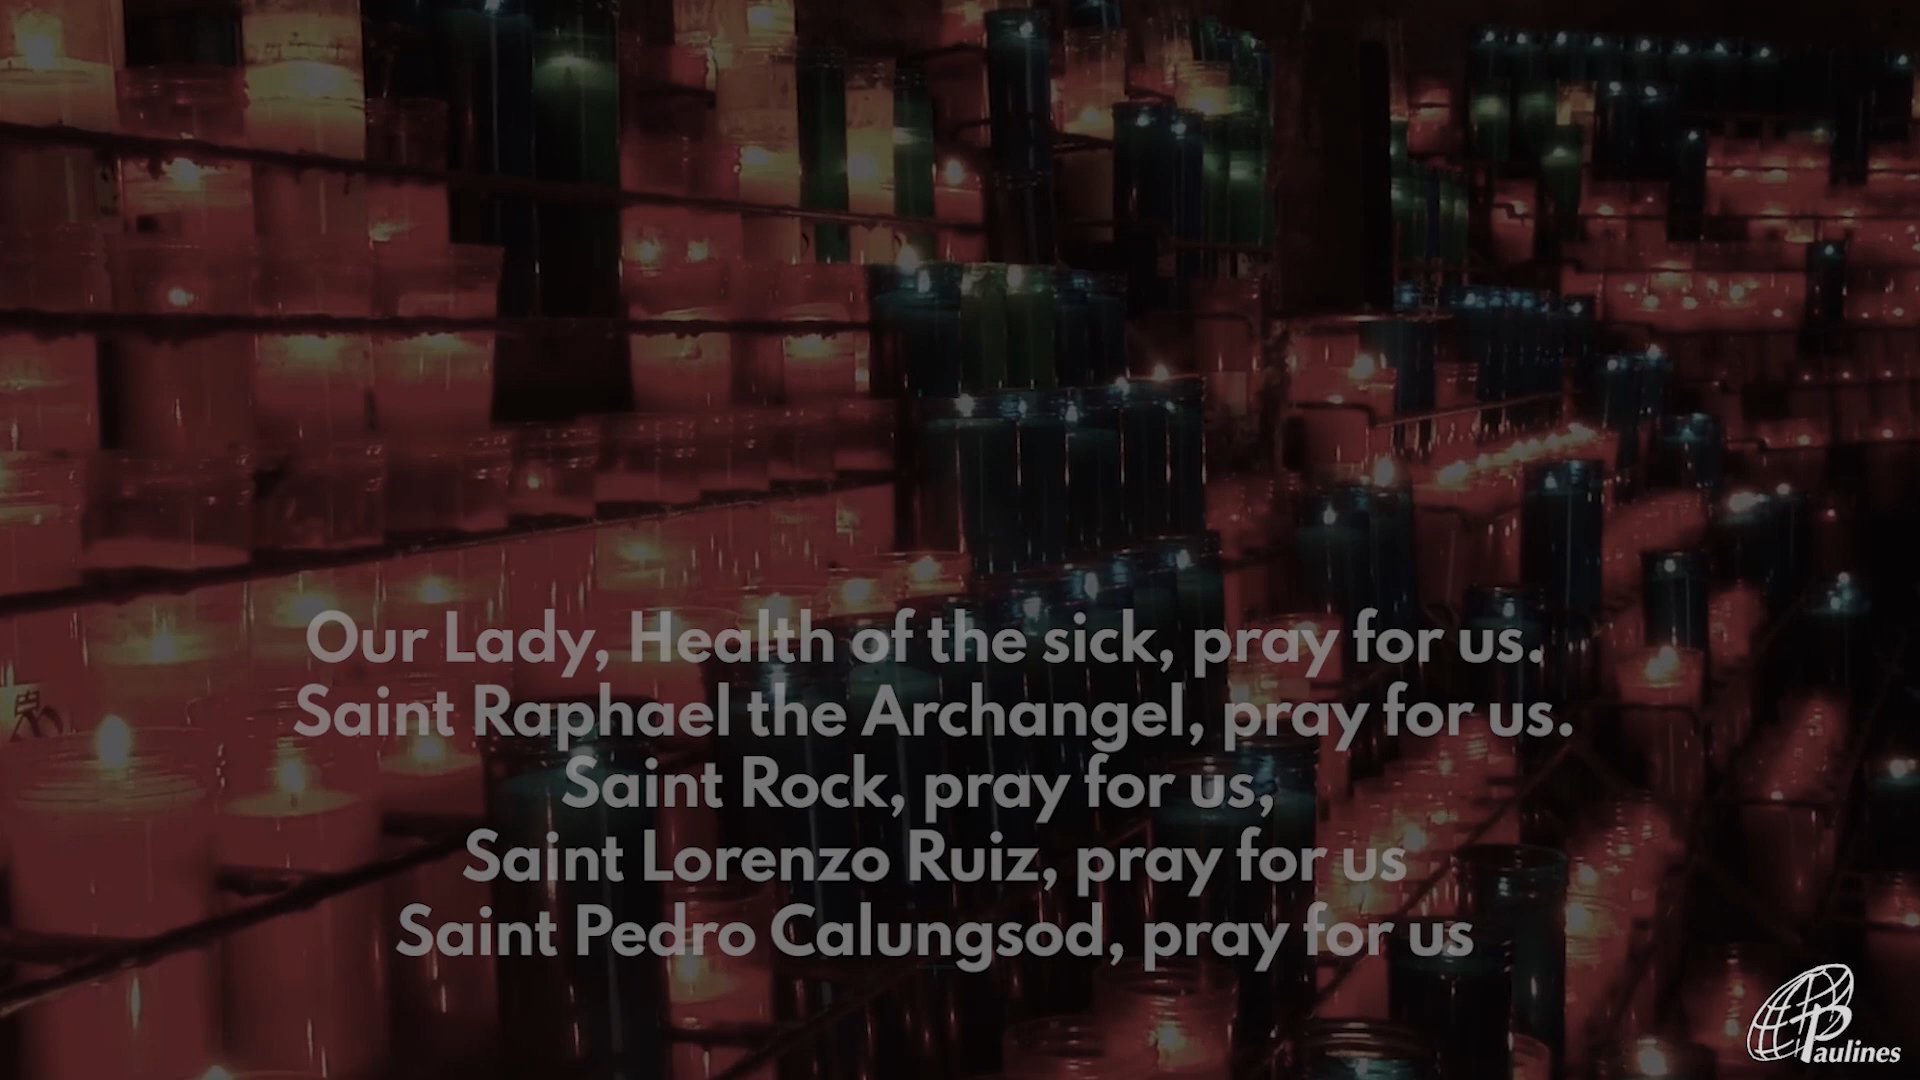 Our Lady, Health of the sick, pray for us.
Saint Raphael the Archangel, pray for us.
Saint Rock, pray for us,
Saint Lorenzo Ruiz, pray for us
Saint Pedro Calungsod, pray for us
Paulines